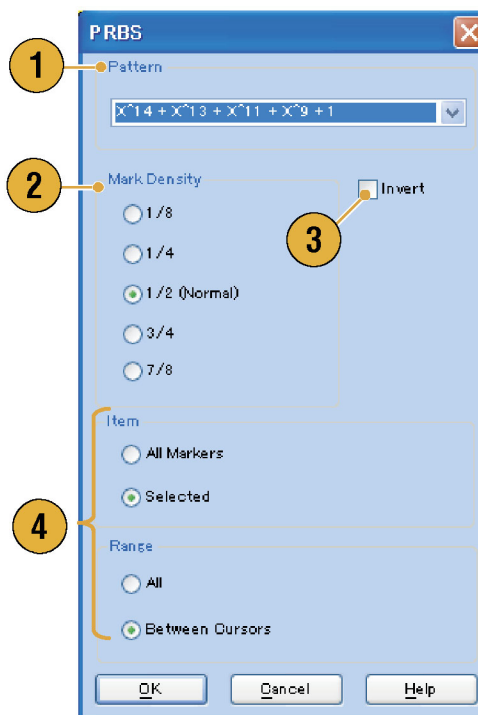 PRBS
1
Pattern
X^14 + X^13 + X^11 + X^9 + 1
2
Mark Density
Invert
1/8
3
1/4
1/2 (Normal)
3/4
7/8
4
Item
All Markers
Selected
Range
All
Between Cursors
OK Cancel Help